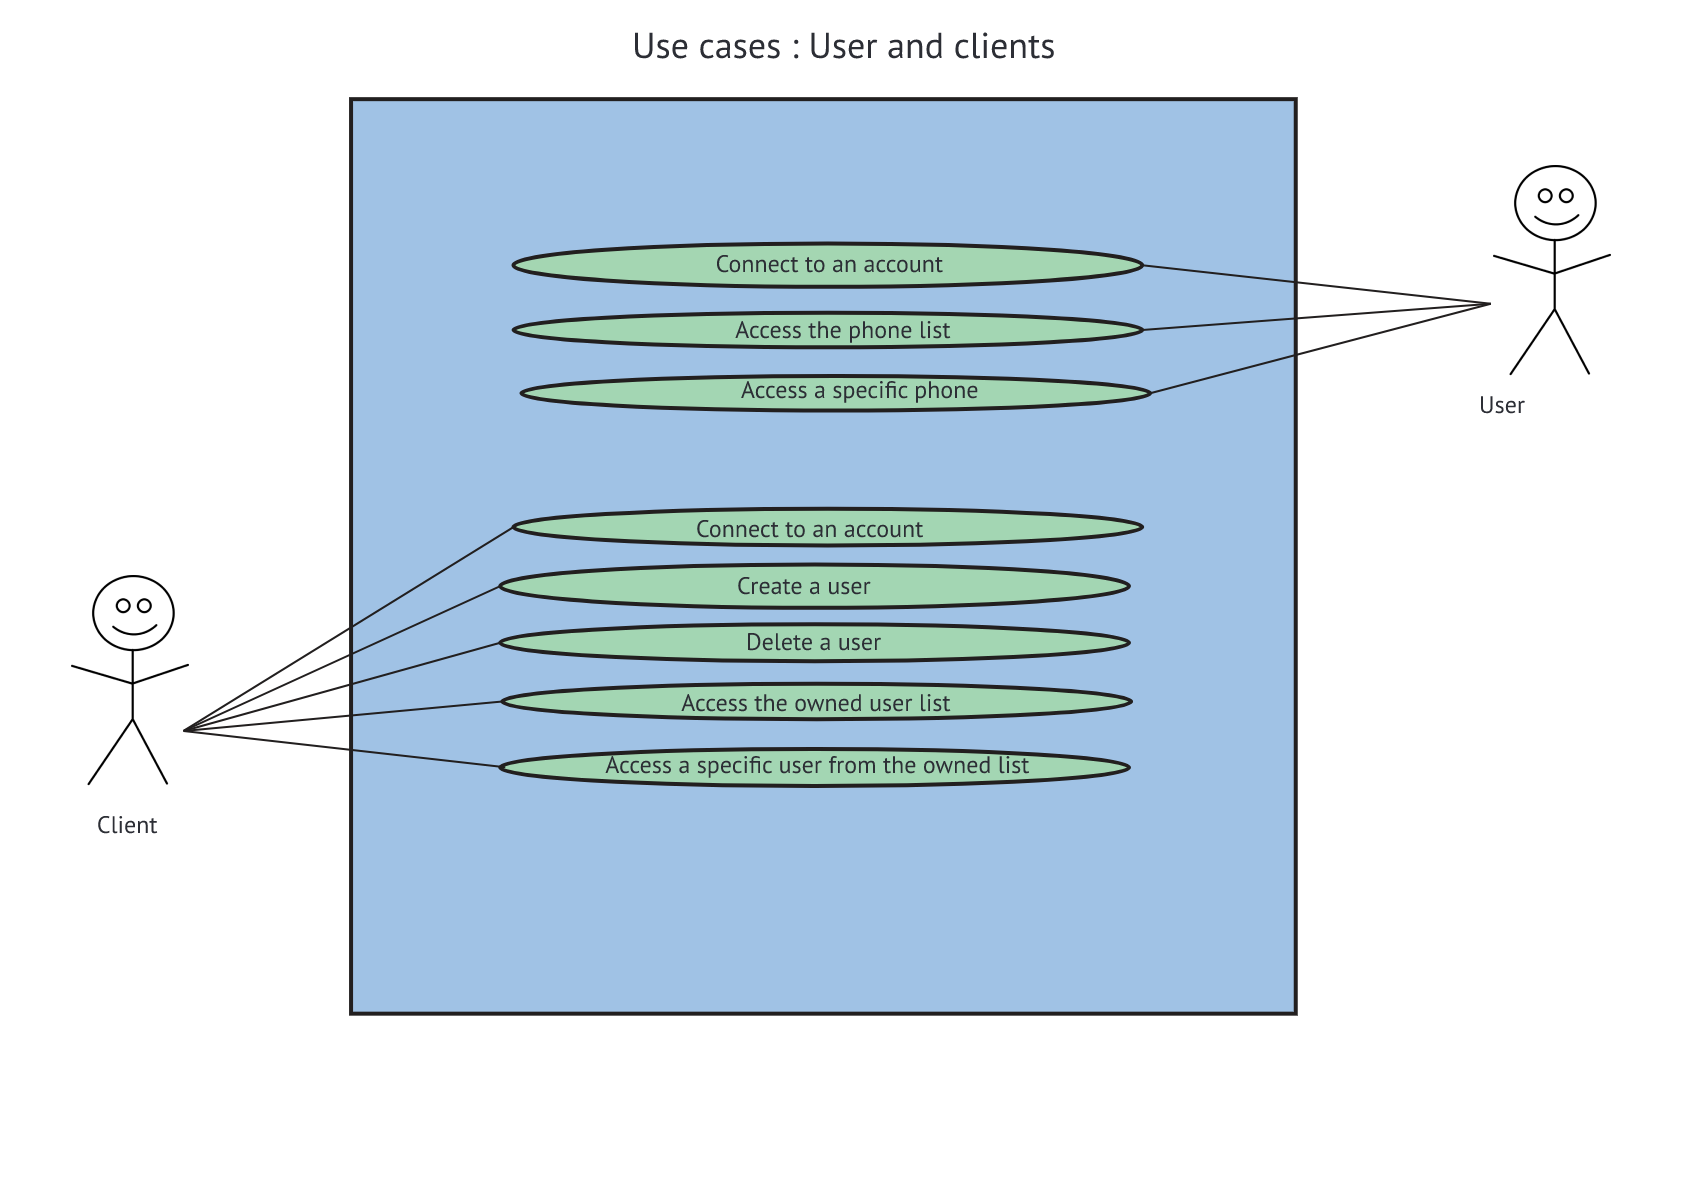 Use cases : User and clients
Connect to an account
Access the phone list
Access a specific phone
User
Connect to an account
Create a user
Delete a user
Access the owned user list
Access a specific user from the owned list
Client